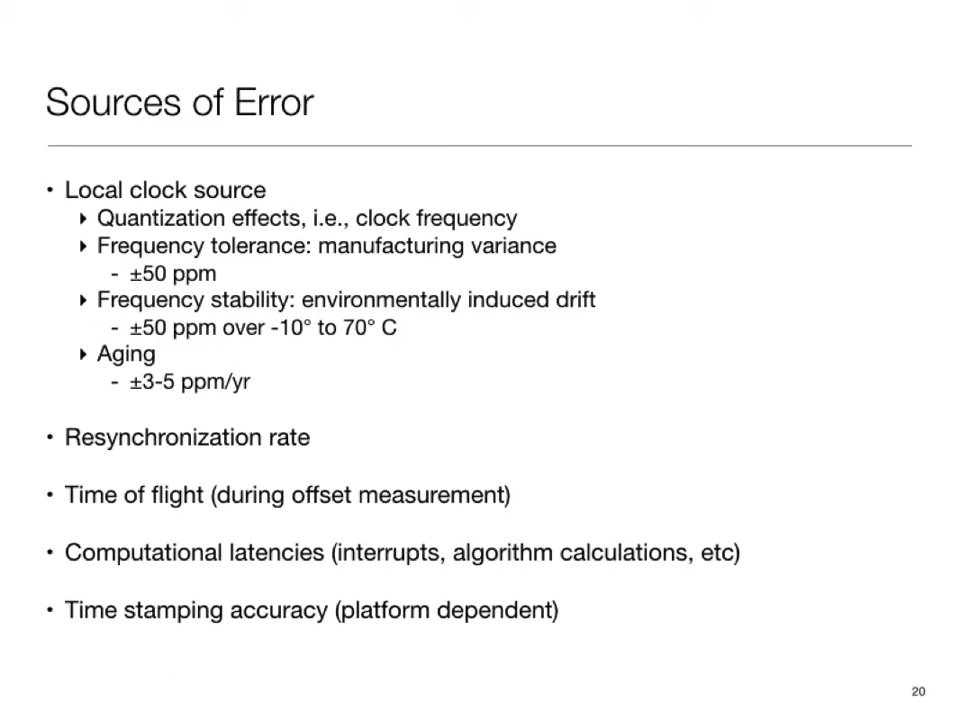 Sources of Error
• Local clock source
‣ Quantization effects, i.e., clock frequency
‣ Frequency tolerance: manufacturing variance
- ±50 ppm
‣ Frequency stability: environmentally induced drift
- ±50 ppm over -10° to 70° C
‣ Aging
- ±3-5 ppm/yr
• Resynchronization rate
• Time of flight (during offset measurement)
• Computational latencies (interrupts, algorithm calculations, etc)
• Time stamping accuracy (platform dependent)
20